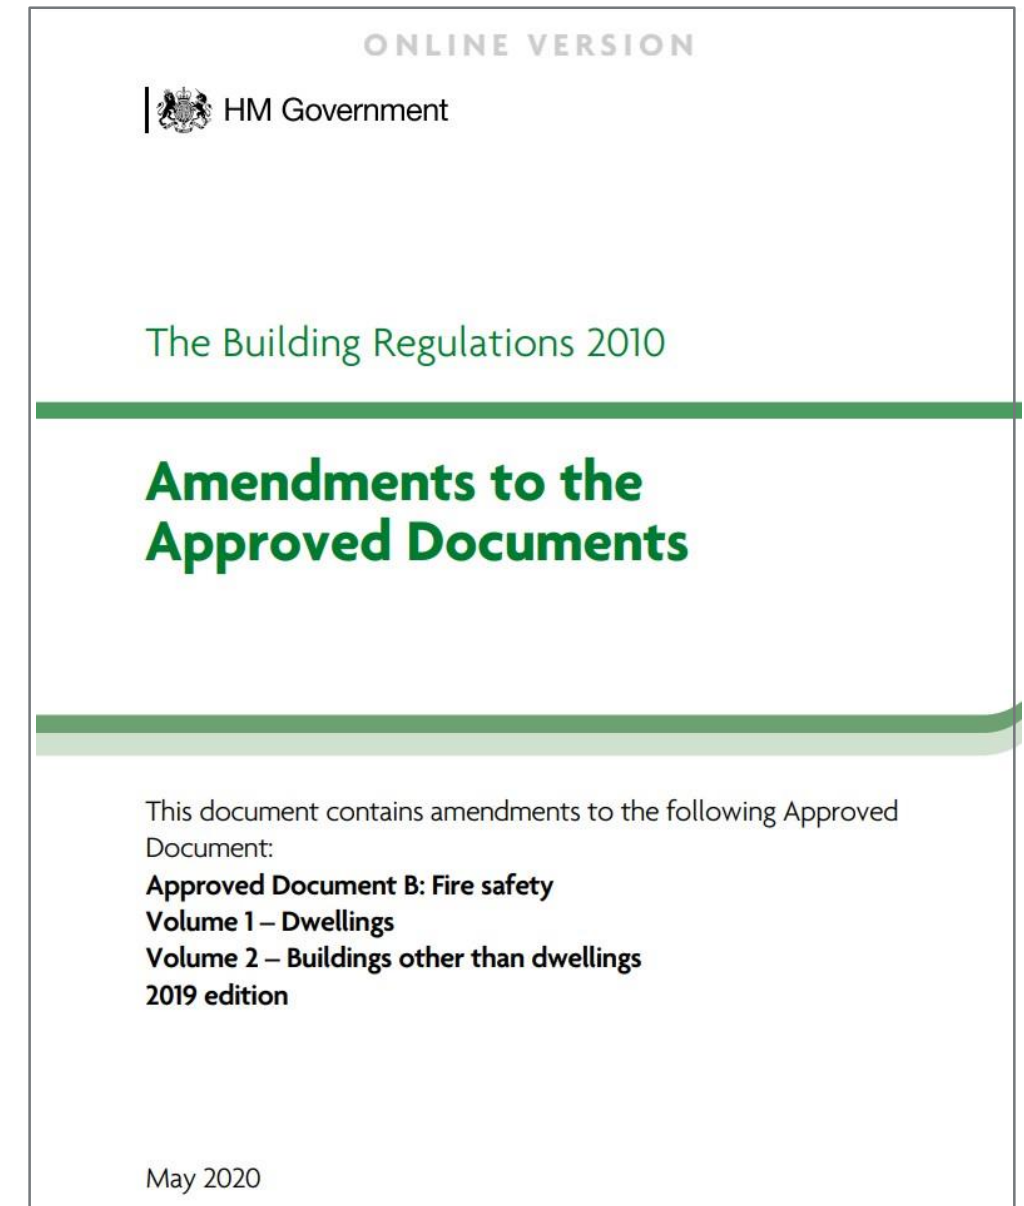 ONLINE VERSION
HM Government
The Building Regulations 2010
Amendments to the
Approved Documents
This document contains amendments to the following Approved
Document:
Approved Document B: Fire safety
Volume 1 – Dwellings
Volume 2 – Buildings other than dwellings
2019 edition
May 2020